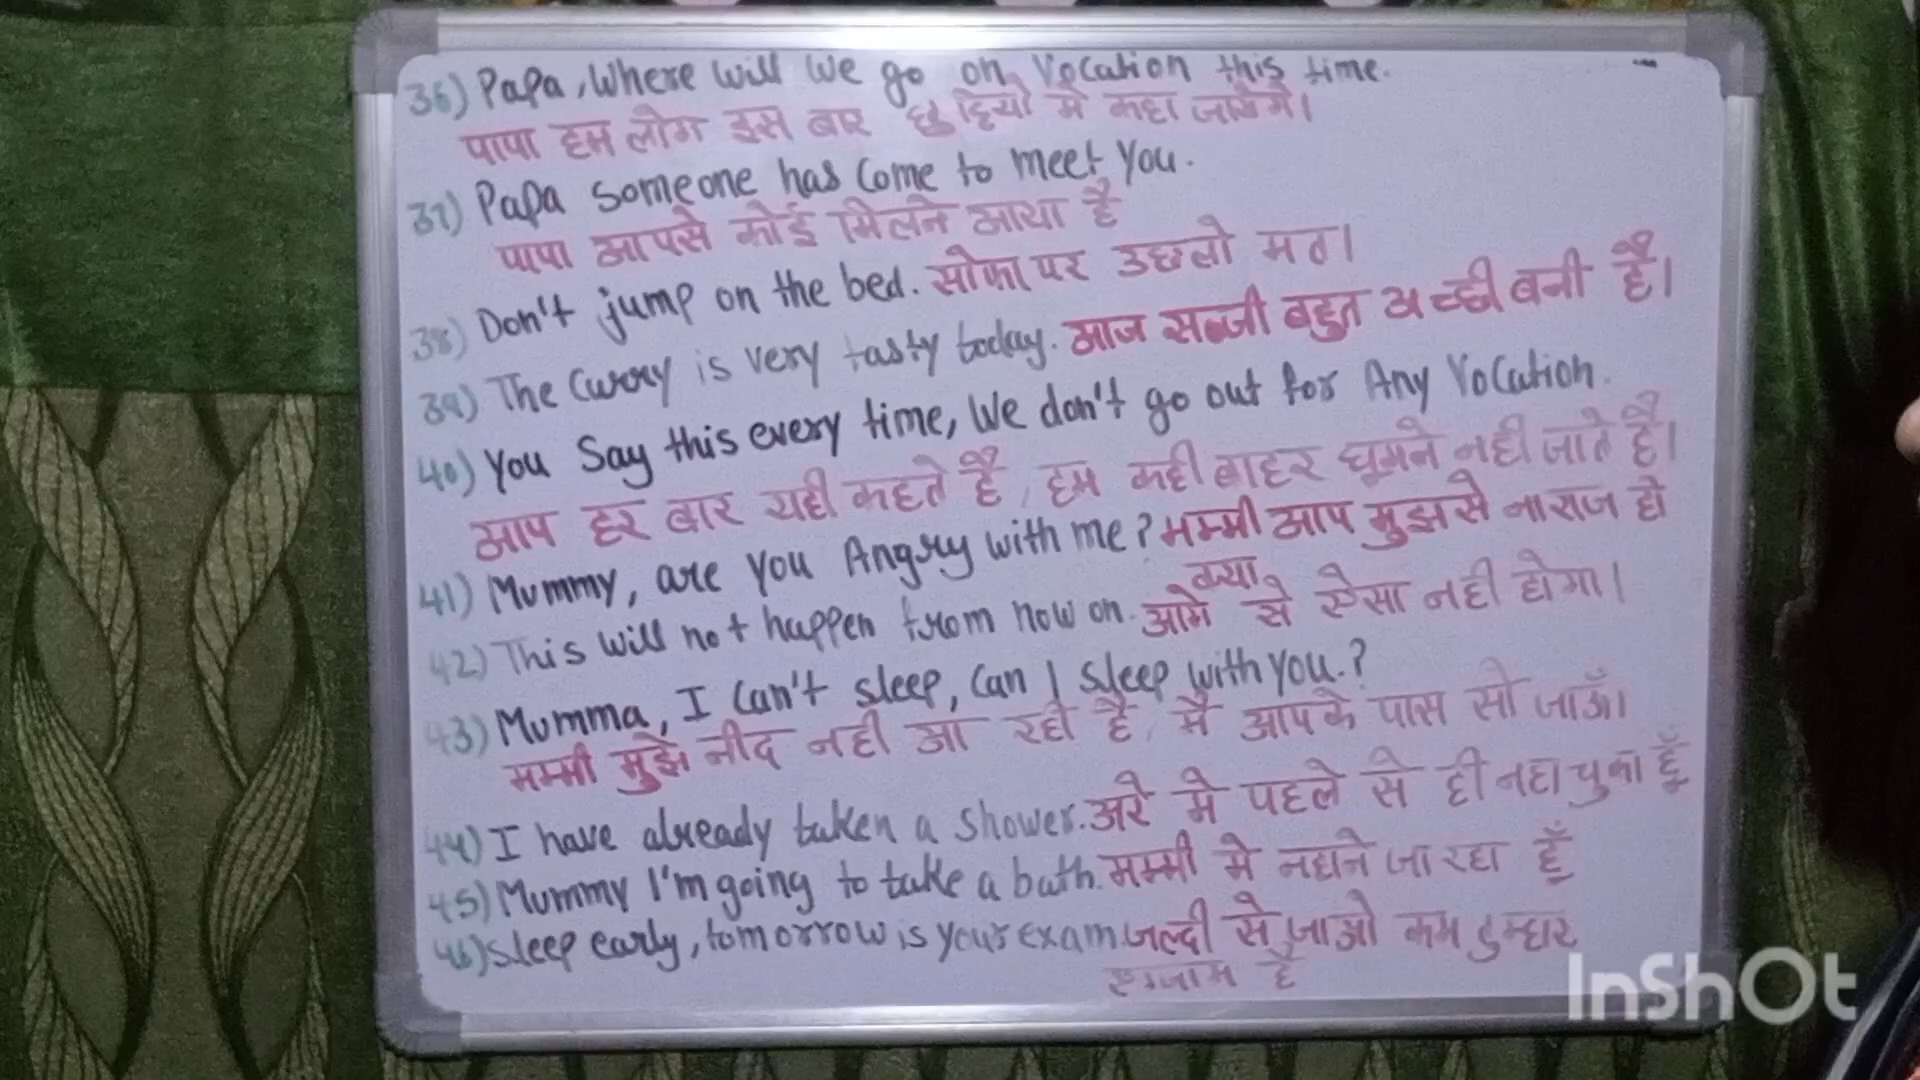 36) Papa, Where will we go on Vocation this time.
पापा हम लोग इस बार छुट्टियो मे कहा जायेगे।
37) Papa someone has come to meet you.
पापा आपसे कोई मिलने आया है
38) Don't jump on the bed. सोफा पर उछलो मत।
39) The Curry is very tasty today. आज सब्जी बहुत अच्छी बनी है।
40) You Say this every time, We don't go out for Any Vocation.
आप हर बार यही कहते है, हम कही बाहर घूमने नही जाते है।
41) Mummy, are you Angry with me? मम्मी आप मुझसे नाराज हो
क्या
42) This will not happen from now on. आगे से ऐसा नही होगा।
43) Mumma, I can't sleep, Can I sleep with you.?
मम्मी मुझे नीद नही आ रही है, मै आपके पास सो जाऊँ।
44) I have already taken a shower. अरे मे पहले से ही नहा चुका हूँ
45) Mummy I'm going to take a bath. मम्मी मे नहाने जा रहा हूँ
46) sleep early, tomorrow is your exam जल्दी से जाओ
है
InShOt